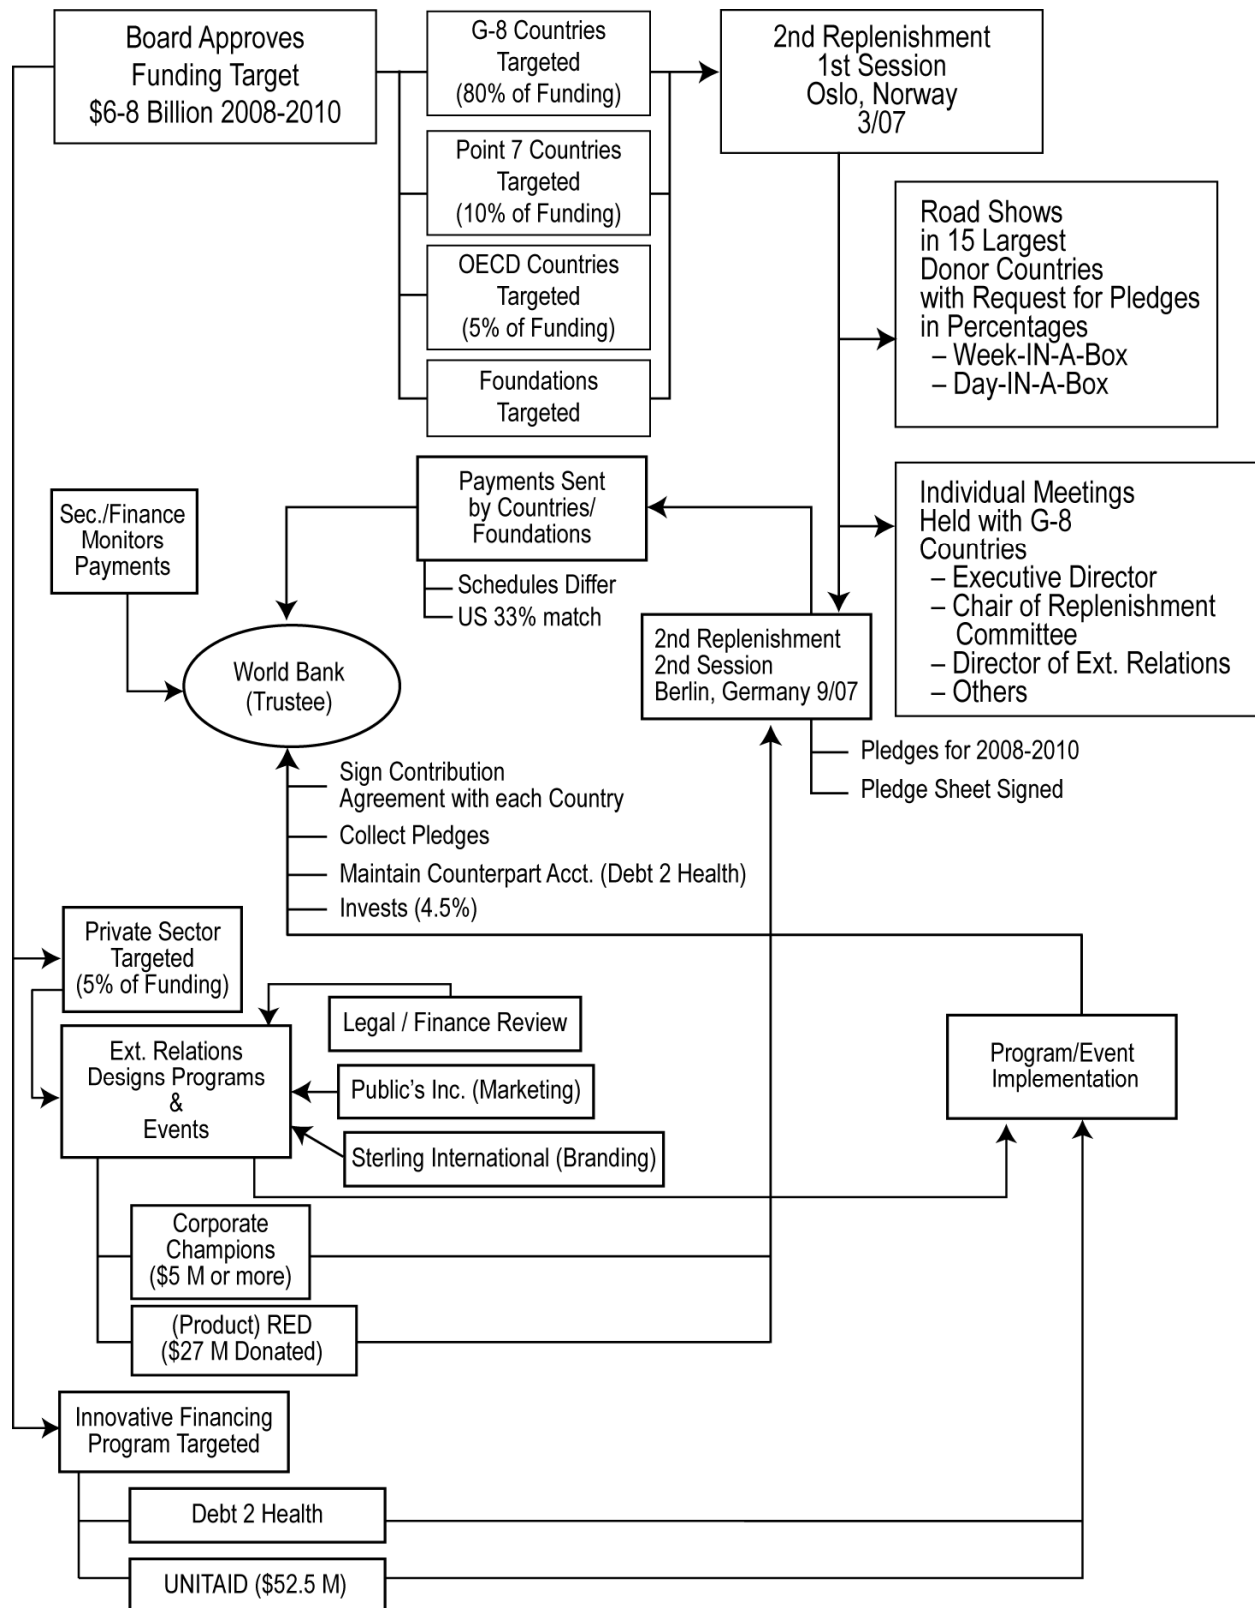 Board Approves
Funding Target
$6-8 Billion 2008-2010
G-8 Countries
Targeted
(80% of Funding)
Point 7 Countries
Targeted
(10% of Funding)
OECD Countries
Targeted
(5% of Funding)
Foundations
Targeted
2nd Replenishment
1st Session
Oslo, Norway
3/07
Road Shows
in 15 Largest
Donor Countries
with Request for Pledges
in Percentages
– Week-IN-A-Box
– Day-IN-A-Box
Individual Meetings
Held with G-8
Countries
– Executive Director
– Chair of Replenishment
Committee
– Director of Ext. Relations
– Others
Payments Sent
by Countries/
Foundations
Schedules Differ
US 33% match
Sec./Finance
Monitors
Payments
World Bank
(Trustee)
2nd Replenishment
2nd Session
Berlin, Germany 9/07
Pledges for 2008-2010
Pledge Sheet Signed
Sign Contribution
Agreement with each Country
Collect Pledges
Maintain Counterpart Acct. (Debt 2 Health)
Invests (4.5%)
Private Sector
Targeted
(5% of Funding)
Legal / Finance Review
Ext. Relations
Designs Programs
&
Events
Public's Inc. (Marketing)
Sterling International (Branding)
Program/Event
Implementation
Corporate
Champions
($5 M or more)
(Product) RED
($27 M Donated)
Innovative Financing
Program Targeted
Debt 2 Health
UNITAID ($52.5 M)